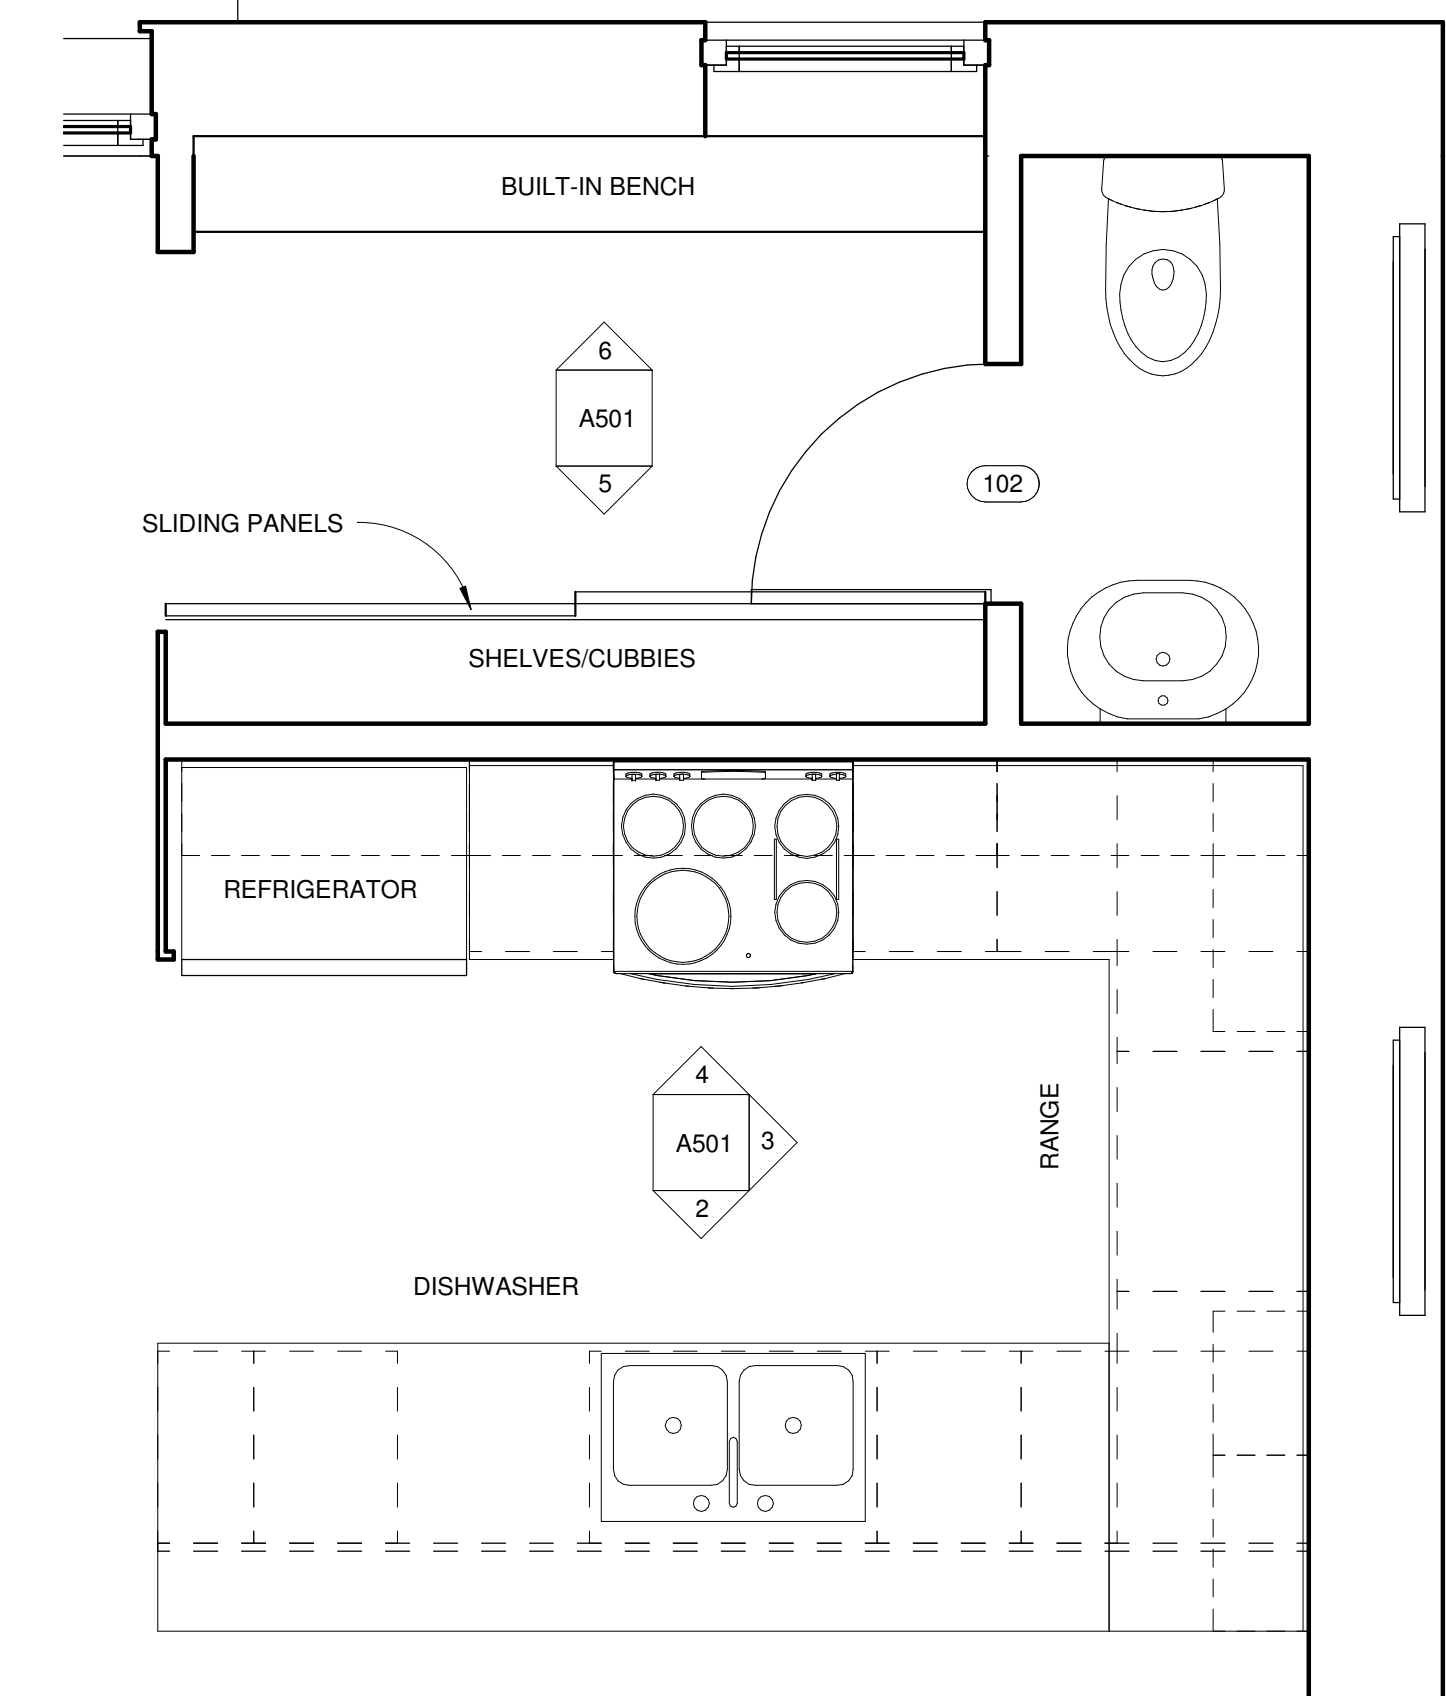 BUILT-IN BENCH
6
A501
5
102
SLIDING PANELS
SHELVES/CUBBIES
REFRIGERATOR
4
A501
3
2
RANGE
DISHWASHER